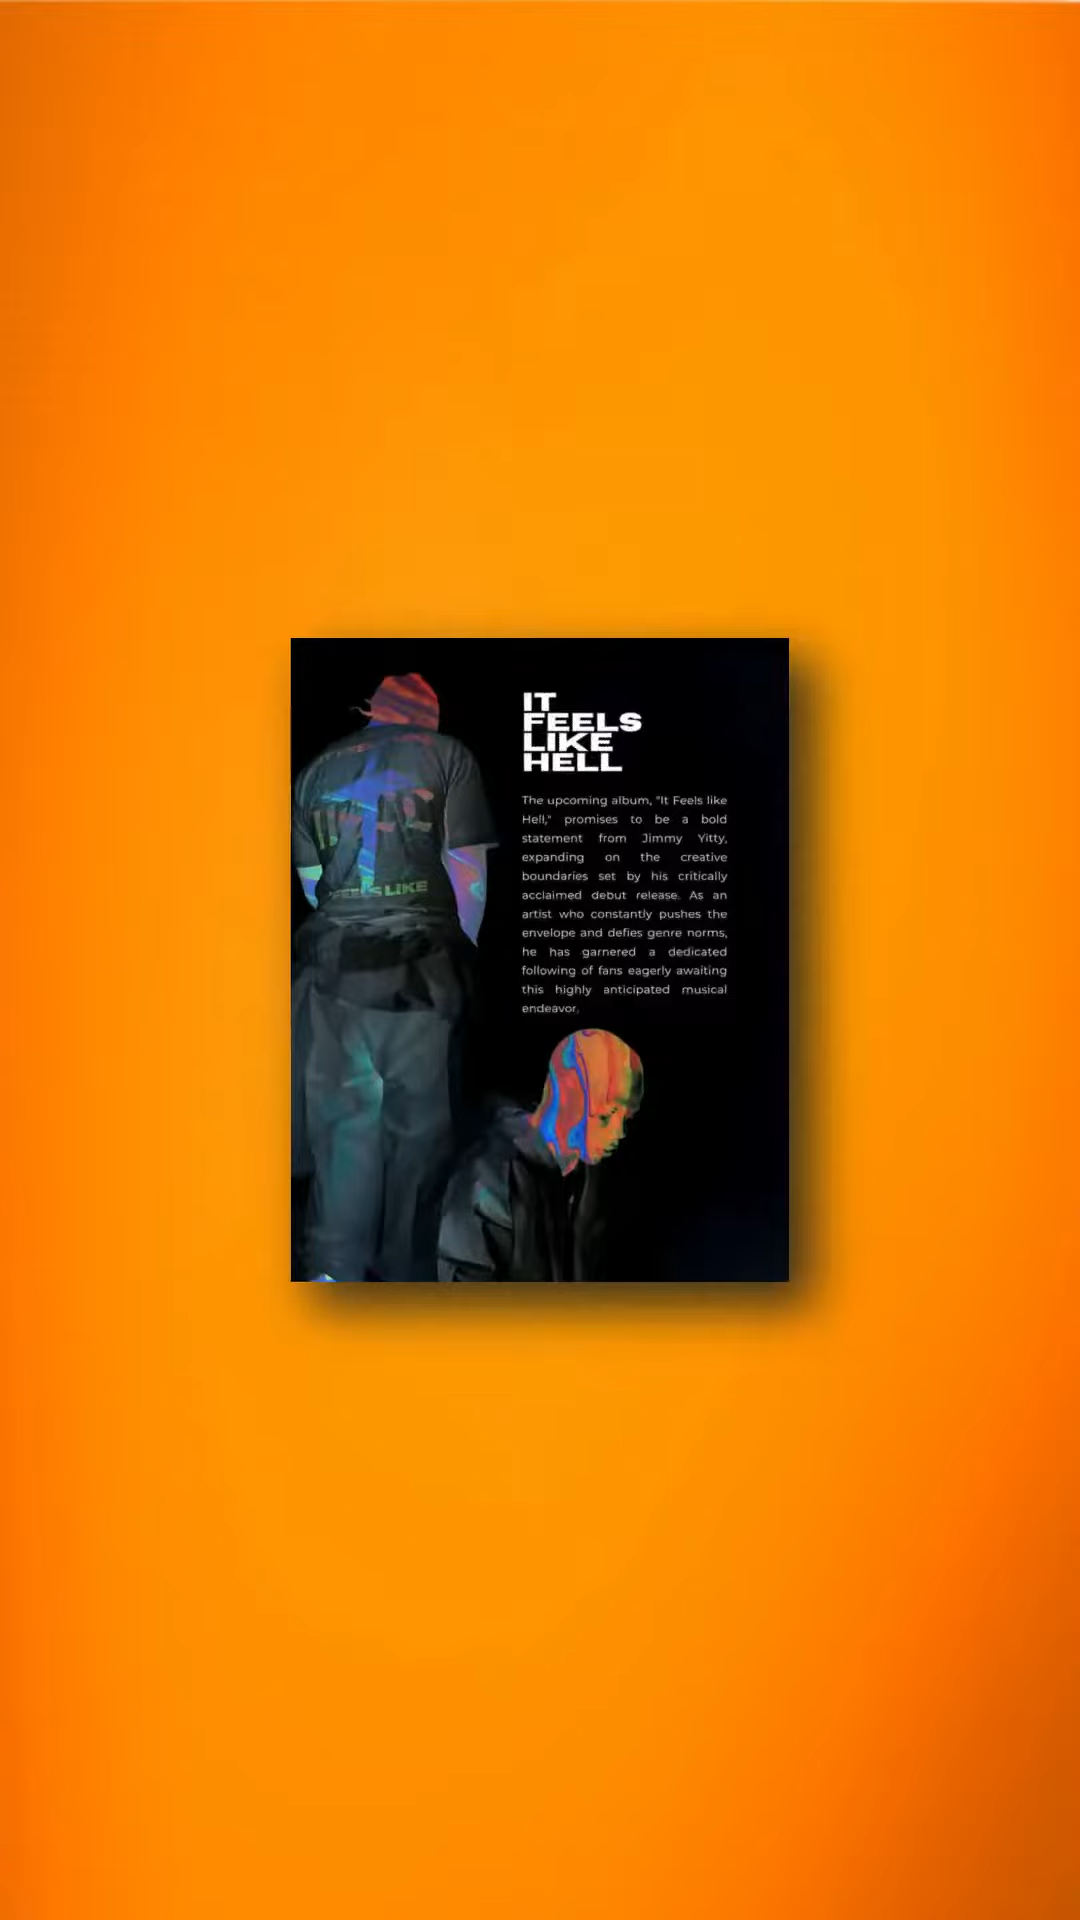 IT
FEELS
LIKE
HELL
The upcoming album, "It Feels like
Hell," promises to be a bold
statement from Jimmy Yitty,
expanding on the creative
boundaries set by his critically
acclaimed debut release. As an
artist who constantly pushes the
envelope and defies genre norms,
he has garnered a dedicated
following of fans eagerly awaiting
this highly anticipated musical
endeavor.
FEELS LIKE